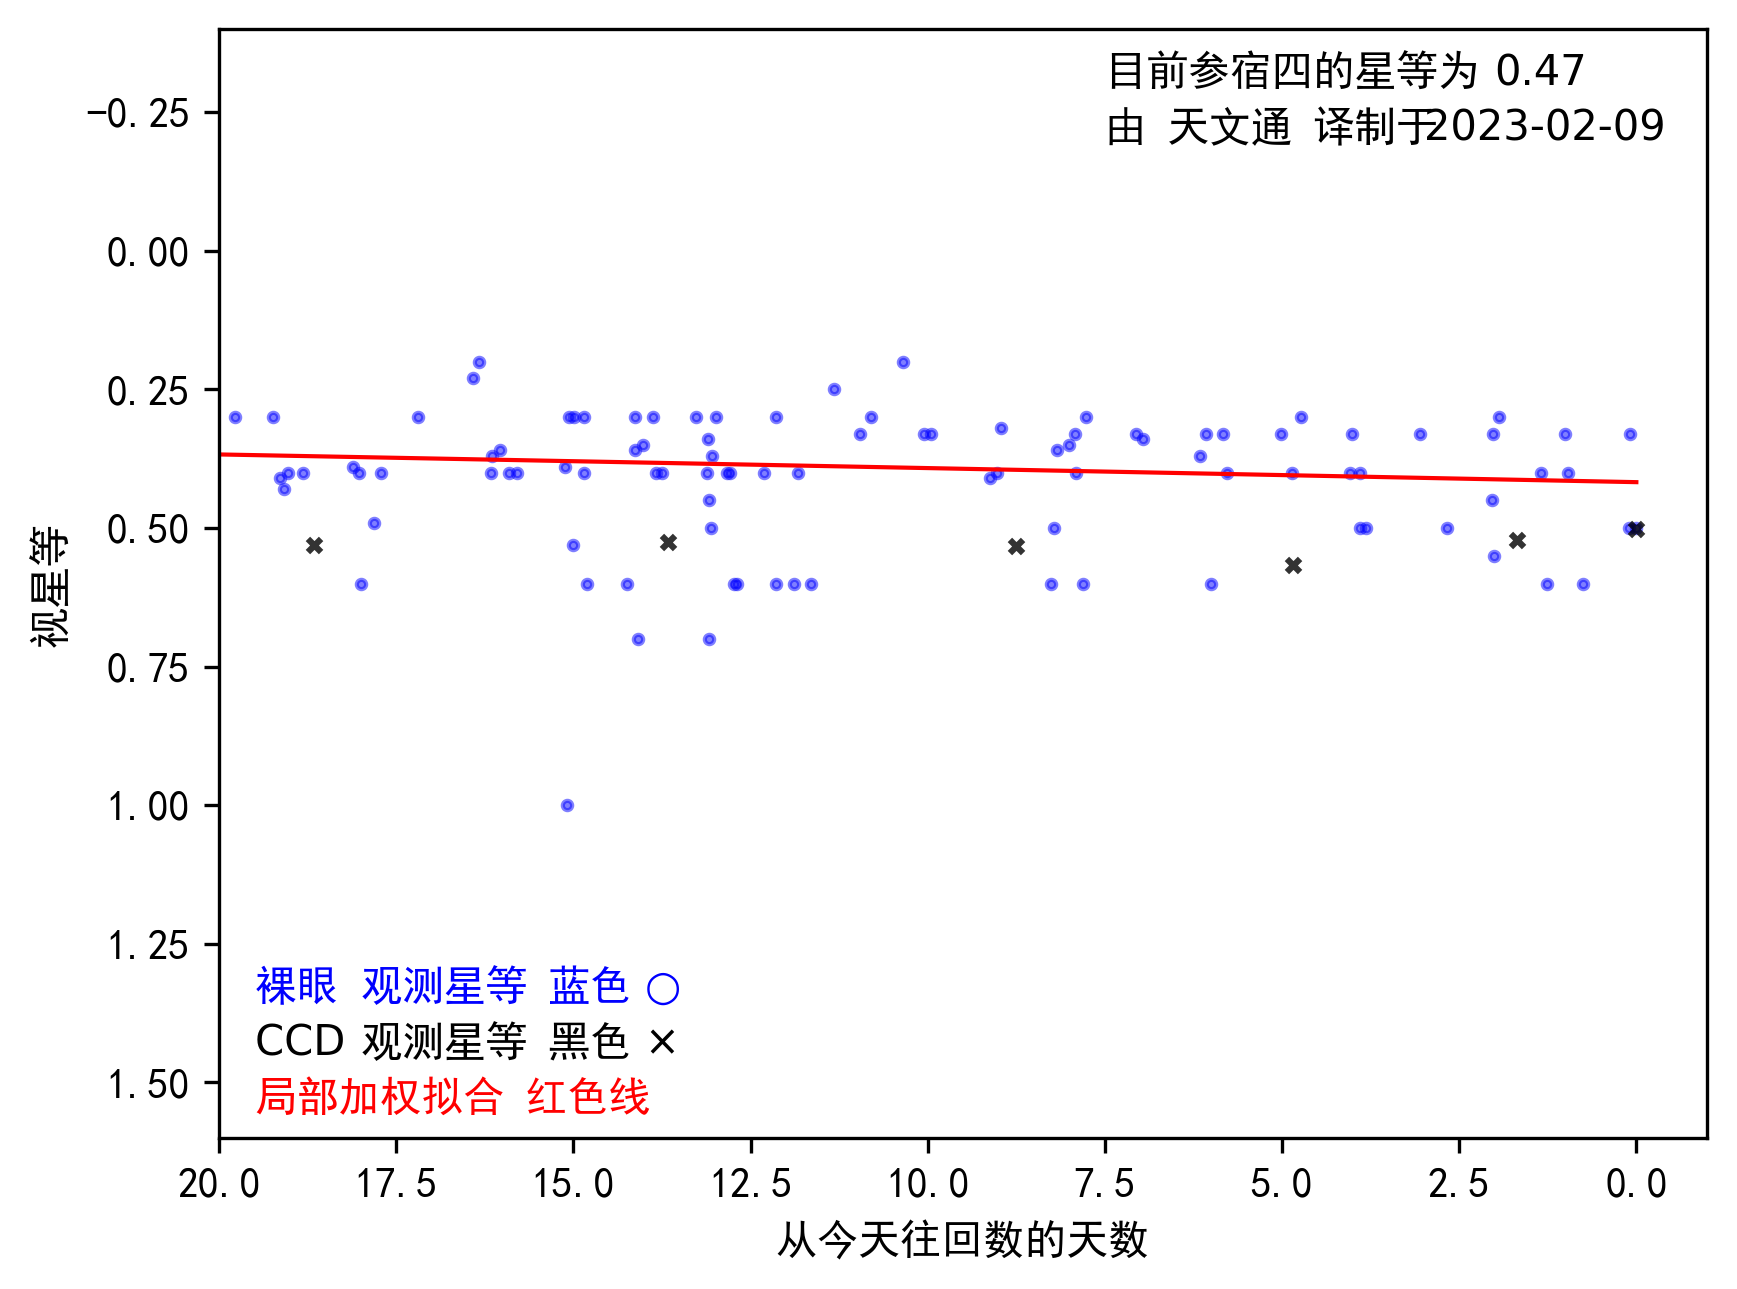 目前参宿四的星等为 0.47
由 天文通 译制于2023-02-09
−0.25
0.00
0.25
0.50
0.75
1.00
1.25
1.50
视星等
裸眼 观测星等 蓝色 ○
CCD 观测星等 黑色 ×
局部加权拟合 红色线
20.0 17.5 15.0 12.5 10.0 7.5 5.0 2.5 0.0
从今天往回数的天数